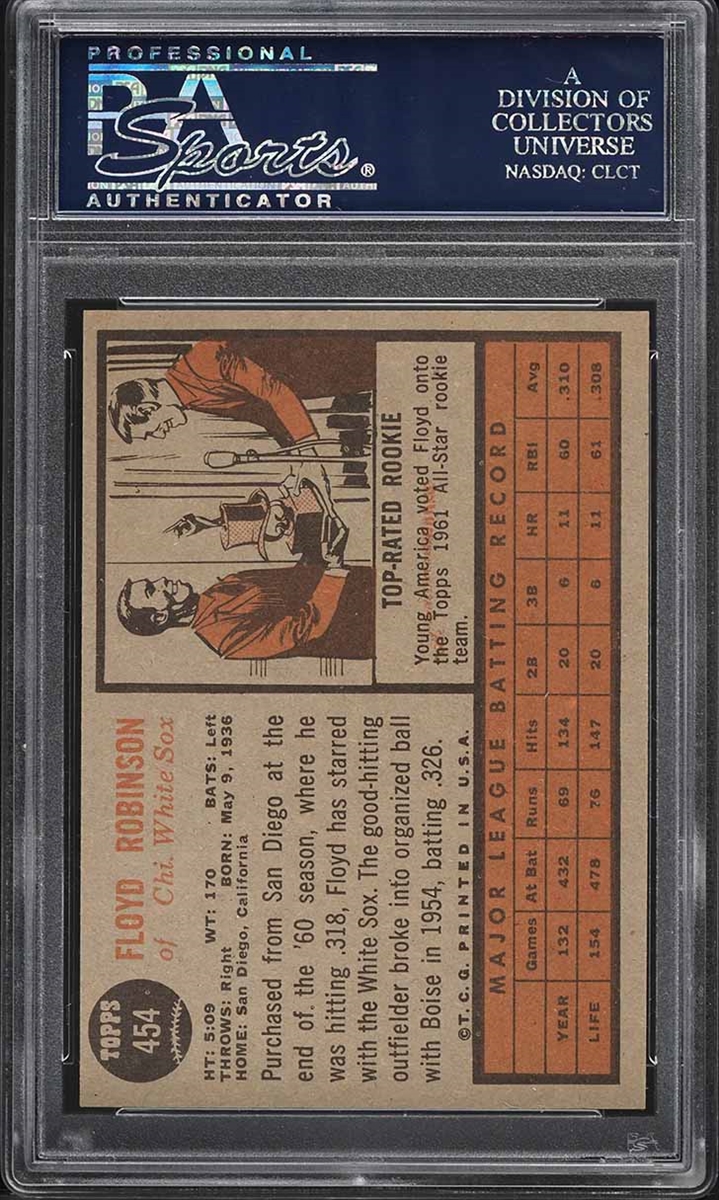 PROFESSIONAL
PSA
Sports®
AUTHENTICATOR
A
DIVISION OF
COLLECTORS
UNIVERSE
NASDAQ: CLCT
TOPPS
454
FLOYD ROBINSON
of Chi. White Sox
HT: 5:09 WT: 170 BATS: Left
THROWS: Right BORN: May 9, 1936
HOME: San Diego, California
Purchased from San Diego at the
end of the '60 season, where he
was hitting .318, Floyd has starred
with the White Sox. The good-hitting
outfielder broke into organized ball
with Boise in 1954, batting .326.
©T.C.G. PRINTED IN U.S.A.
TOP-RATED ROOKIE
Young America voted Floyd onto
the Topps 1961 All-Star rookie
team.
MAJOR LEAGUE BATTING RECORD
Games At Bat Runs Hits 2B 3B HR RBI Avg
YEAR 132 432 69 134 20 6 11 60 .310
LIFE 154 478 76 147 20 6 11 61 .308